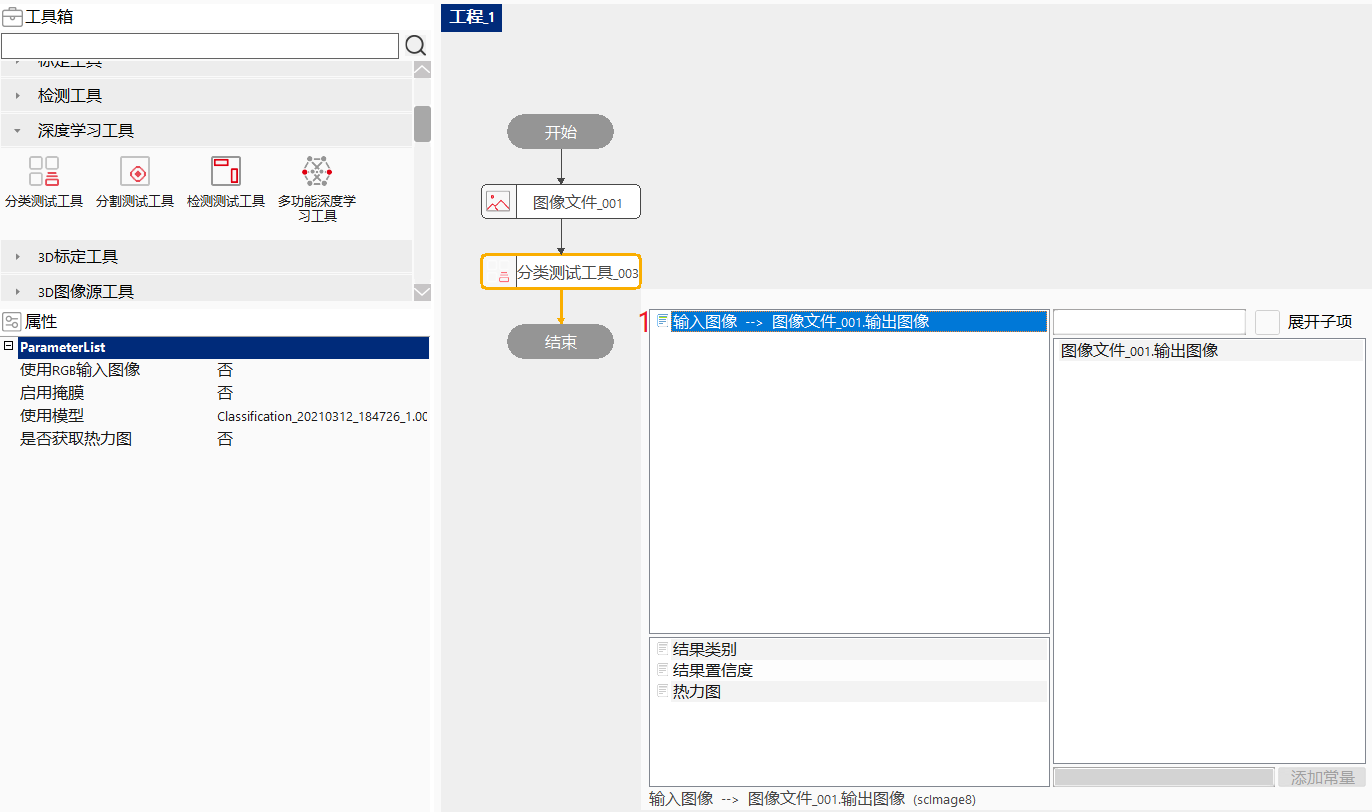 工具箱
标定工具
检测工具
深度学习工具
分类测试工具
分割测试工具
检测测试工具
多功能深度学
习工具
3D标定工具
3D图像源工具
属性
ParameterList
使用RGB输入图像 否
启用掩膜 否
使用模型 Classification_20210312_184726_1.00
是否获取热力图 否
工程_1
开始
图像文件_001
分类测试工具_003
结束
1
输入图像 --> 图像文件_001.输出图像
展开子项
图像文件_001.输出图像
结果类别
结果置信度
热力图
添加常量
输入图像 --> 图像文件_001.输出图像 (scImage8)